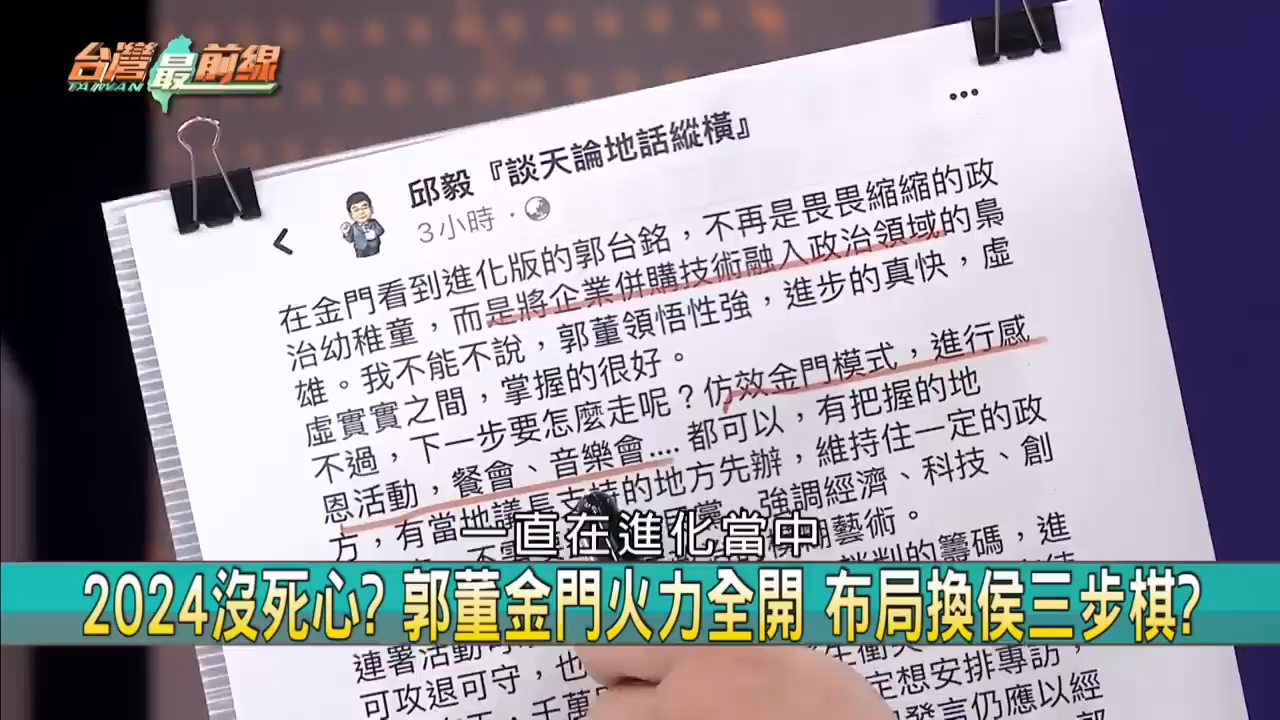 台灣最前線
TAIWAN
邱毅『談天論地話縱橫』
3小時·
在金門看到進化版的郭台銘，不再是畏畏縮縮的政
治幼稚童，而是將企業併購技術融入政治領域的梟
雄。我不能不說，郭董領悟性強，進步的真快，虛
虛實實之間，掌握的很好。
不過，下一步要怎麼走呢？仿效金門模式，進行感
恩活動，餐會、音樂會....都可以，有把握的地
方，有當地議長支持的地方先辦，維持住一定的政
強調經濟、科技、創
藝術。
談判的籌碼，進
一直在進化當中
2024沒死心? 郭董金門火力全開 布局換侯三步棋?
連署活動
可攻退可守，也
定想安排專訪，
發言仍應以經